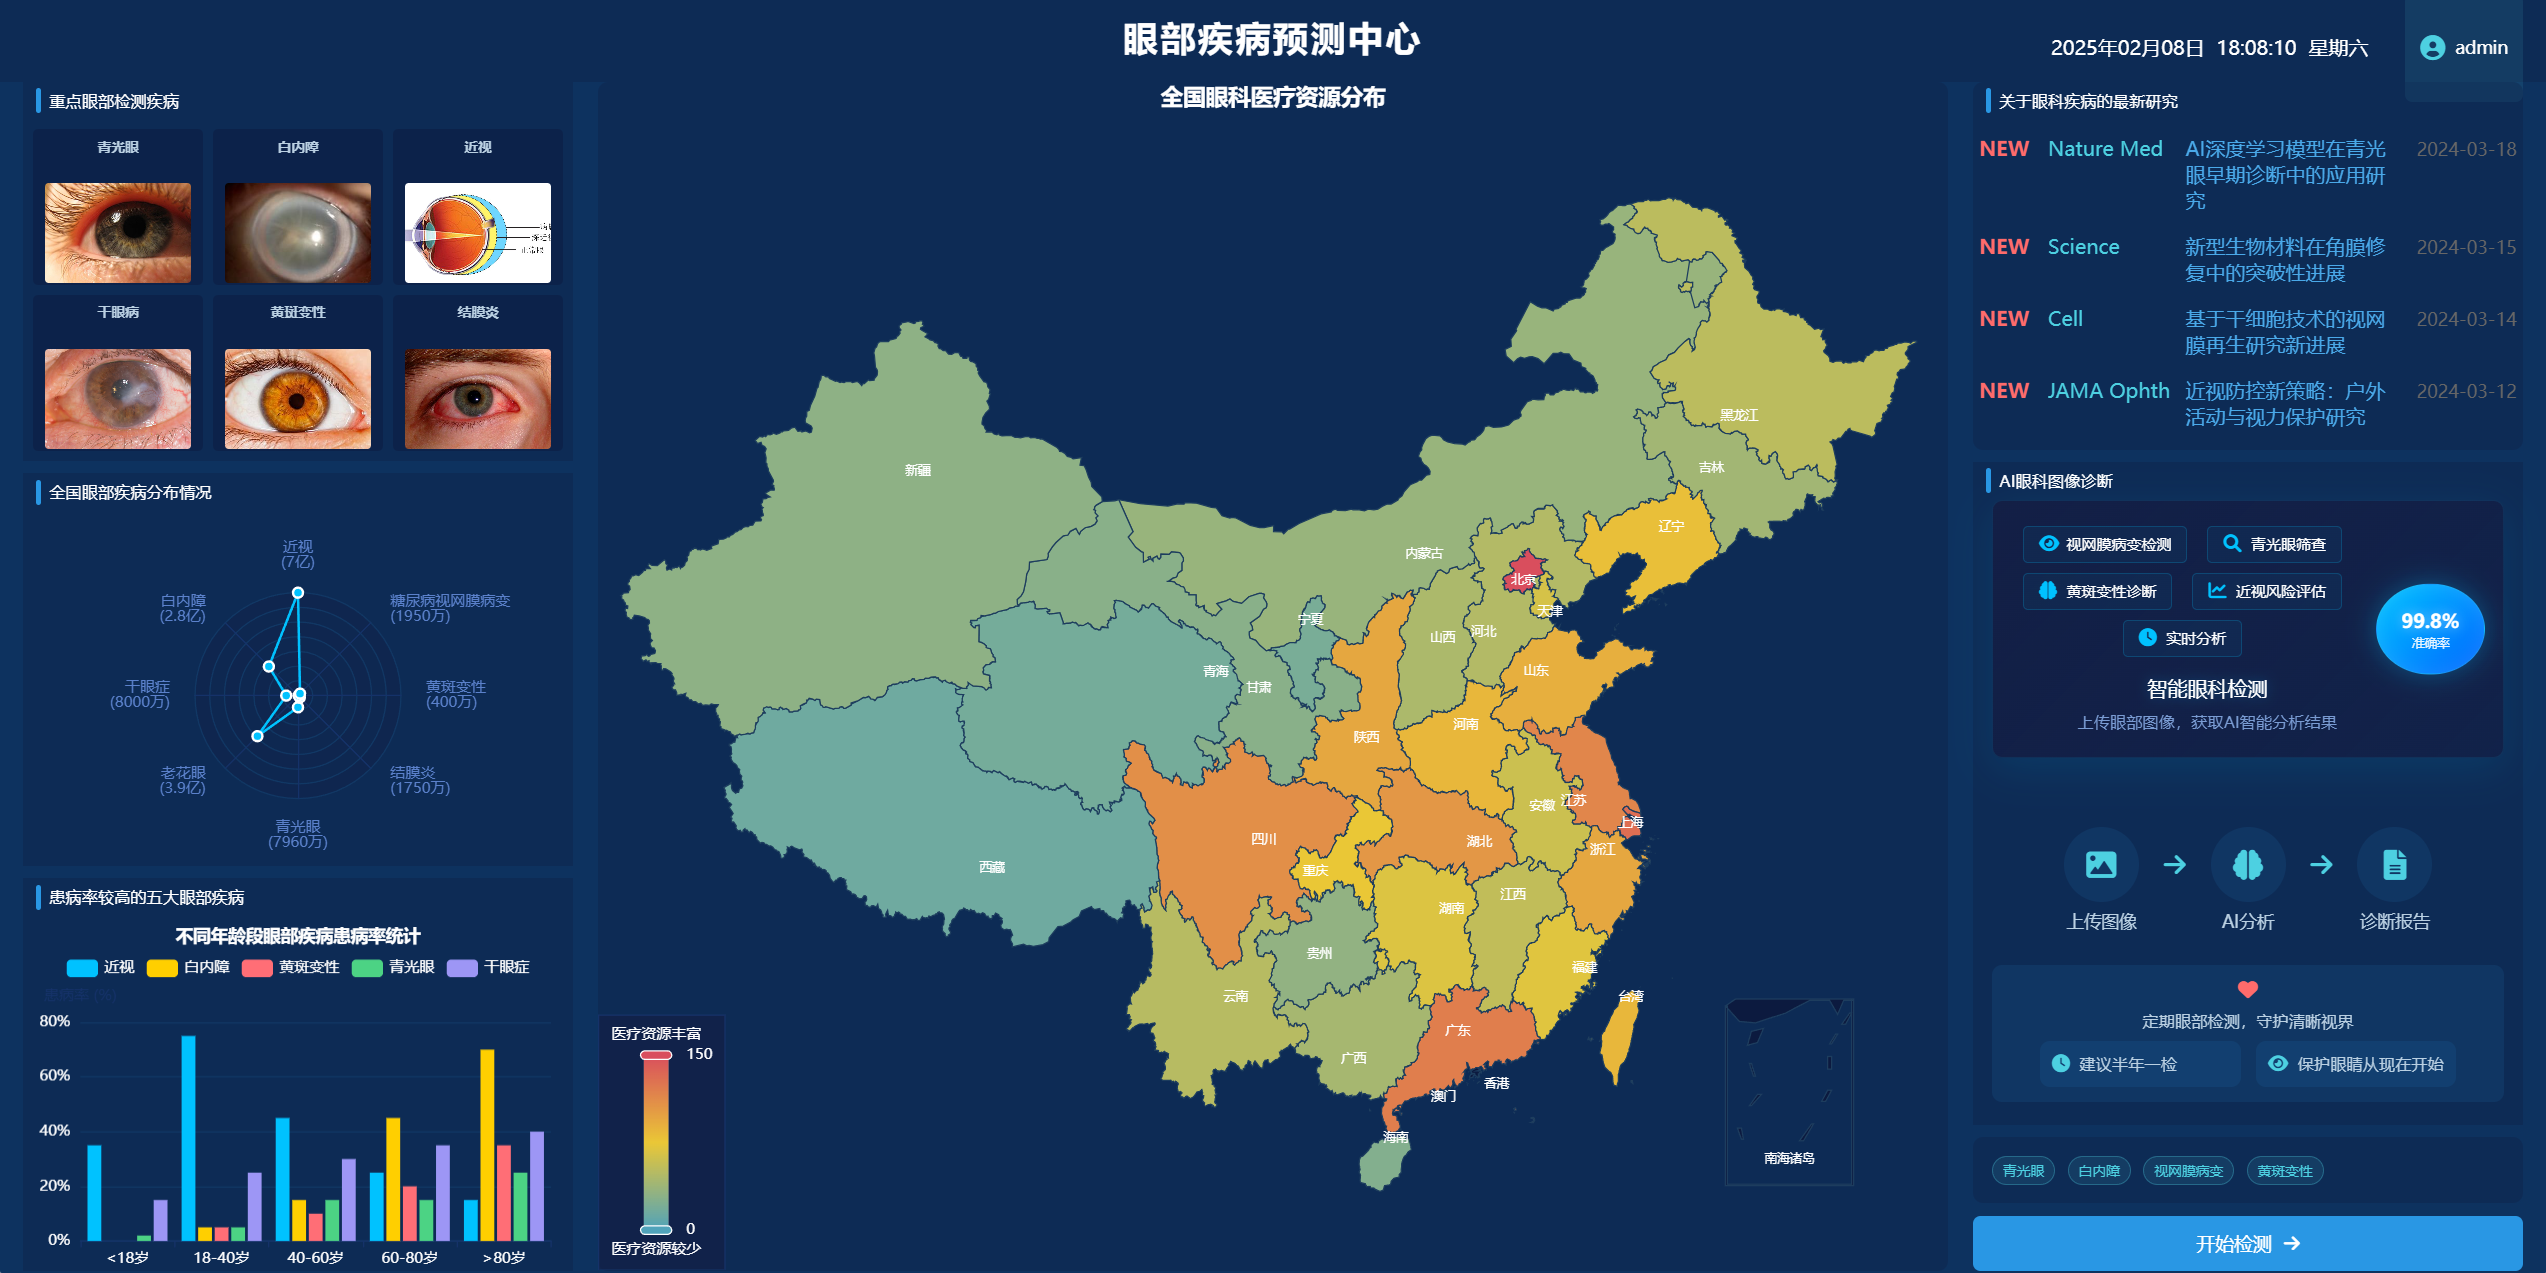 眼部疾病预测中心
2025年02月08日 18:08:10 星期六
admin
重点眼部检测疾病
青光眼
白内障
近视
干眼病
黄斑变性
结膜炎
全国眼部疾病分布情况
近视
(7亿)
白内障
(2.8亿)
糖尿病视网膜病变
(1950万)
干眼症
(8000万)
黄斑变性
(400万)
老花眼
(3.9亿)
结膜炎
(1750万)
青光眼
(7960万)
患病率较高的五大眼部疾病
不同年龄段眼部疾病患病率统计
近视 白内障 黄斑变性 青光眼 干眼症
患病率 (%)
80%
60%
40%
20%
0%
<18岁 18-40岁 40-60岁 60-80岁 >80岁
全国眼科医疗资源分布
黑龙江
吉林
新疆
辽宁
内蒙古
北京
天津
宁夏
河北
山西
山东
青海
甘肃
河南
陕西
江苏
安徽
上海
四川
湖北
浙江
西藏
重庆
江西
湖南
贵州
福建
云南
台湾
广东
广西
香港
澳门
海南
南海诸岛
医疗资源丰富
150
0
医疗资源较少
关于眼科疾病的最新研究
NEW Nature Med AI深度学习模型在青光 2024-03-18
眼早期诊断中的应用研
究
NEW Science 新型生物材料在角膜修 2024-03-15
复中的突破性进展
NEW Cell 基于干细胞技术的视网 2024-03-14
膜再生研究新进展
NEW JAMA Ophth 近视防控新策略：户外 2024-03-12
活动与视力保护研究
AI眼科图像诊断
视网膜病变检测
青光眼筛查
黄斑变性诊断
近视风险评估
实时分析
99.8%
准确率
智能眼科检测
上传眼部图像，获取AI智能分析结果
上传图像
AI分析
诊断报告
定期眼部检测，守护清晰视界
建议半年一检
保护眼睛从现在开始
青光眼
白内障
视网膜病变
黄斑变性
开始检测